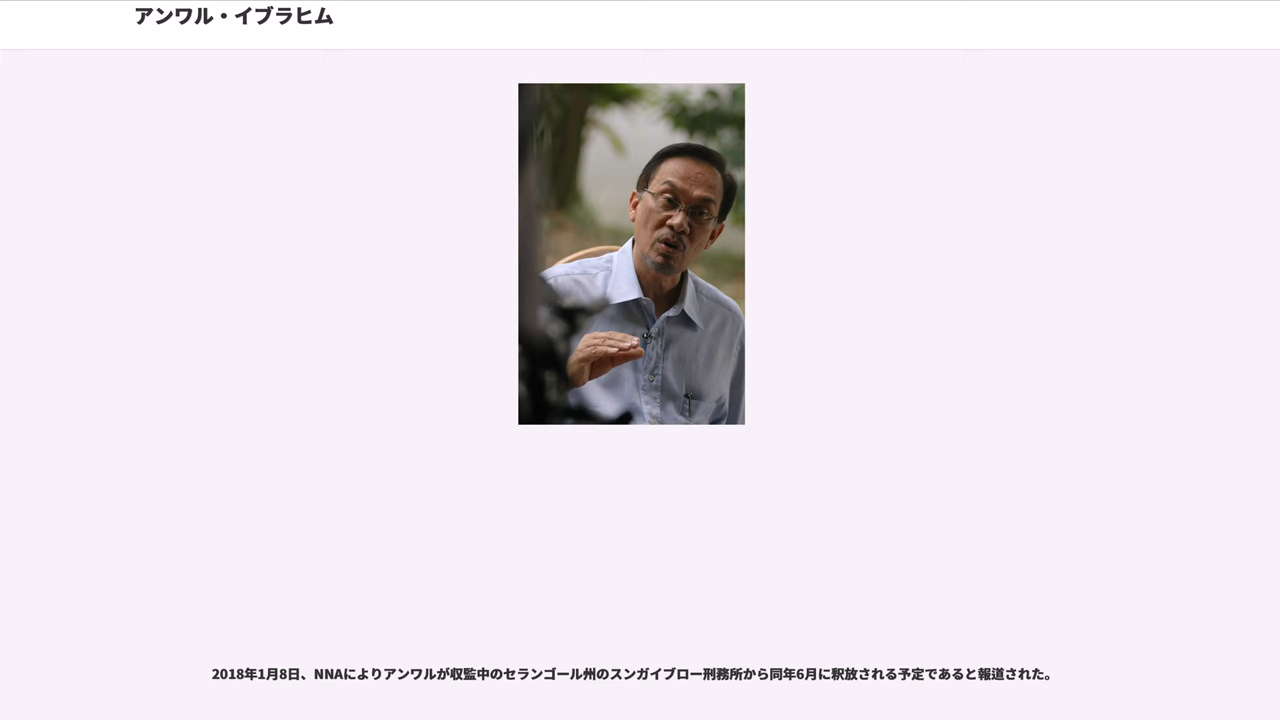 アンワル・イブラヒム
2018年1月8日、NNAによりアンワルが収監中のセランゴール州のスンガイブロー刑務所から同年6月に釈放される予定であると報道された。